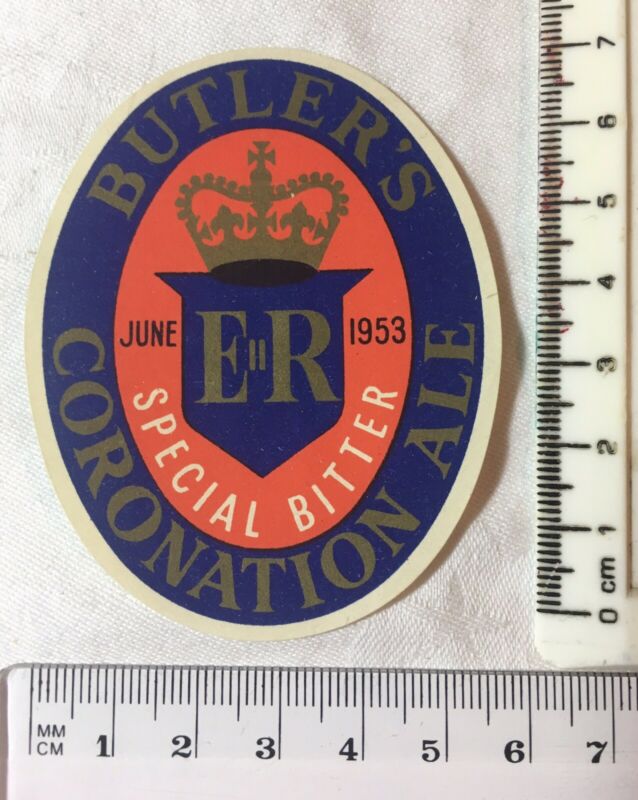 BUTLER'S
JUNE 1953
EIIR
SPECIAL BITTER
CORONATION ALE
7
6
5
4
3
2
1
0 cm
MM
CM 1 2 3 4 5 6 7